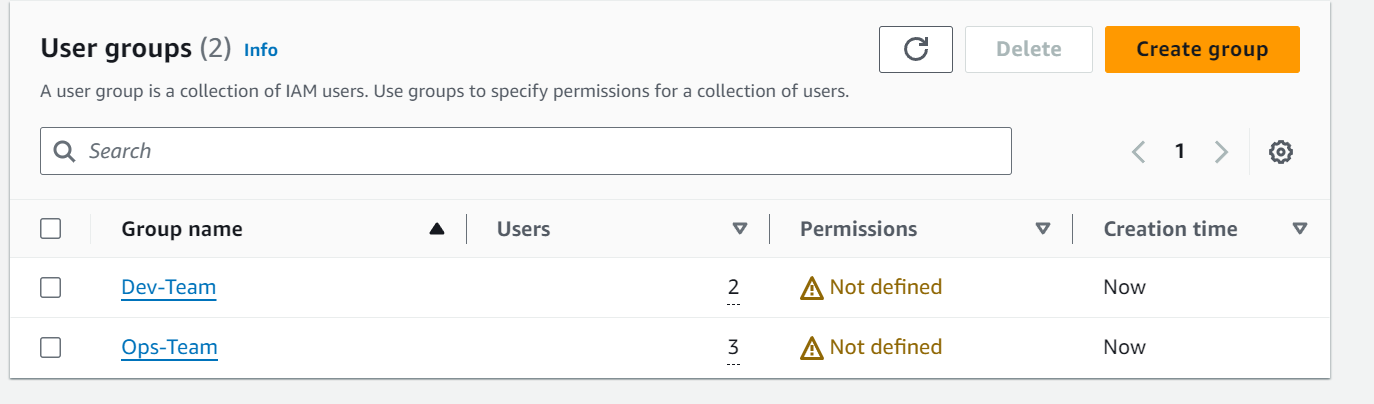 User groups (2) Info
Delete
Create group
A user group is a collection of IAM users. Use groups to specify permissions for a collection of users.
Search
1
Group name Users Permissions Creation time
Dev-Team 2 Not defined Now
Ops-Team 3 Not defined Now